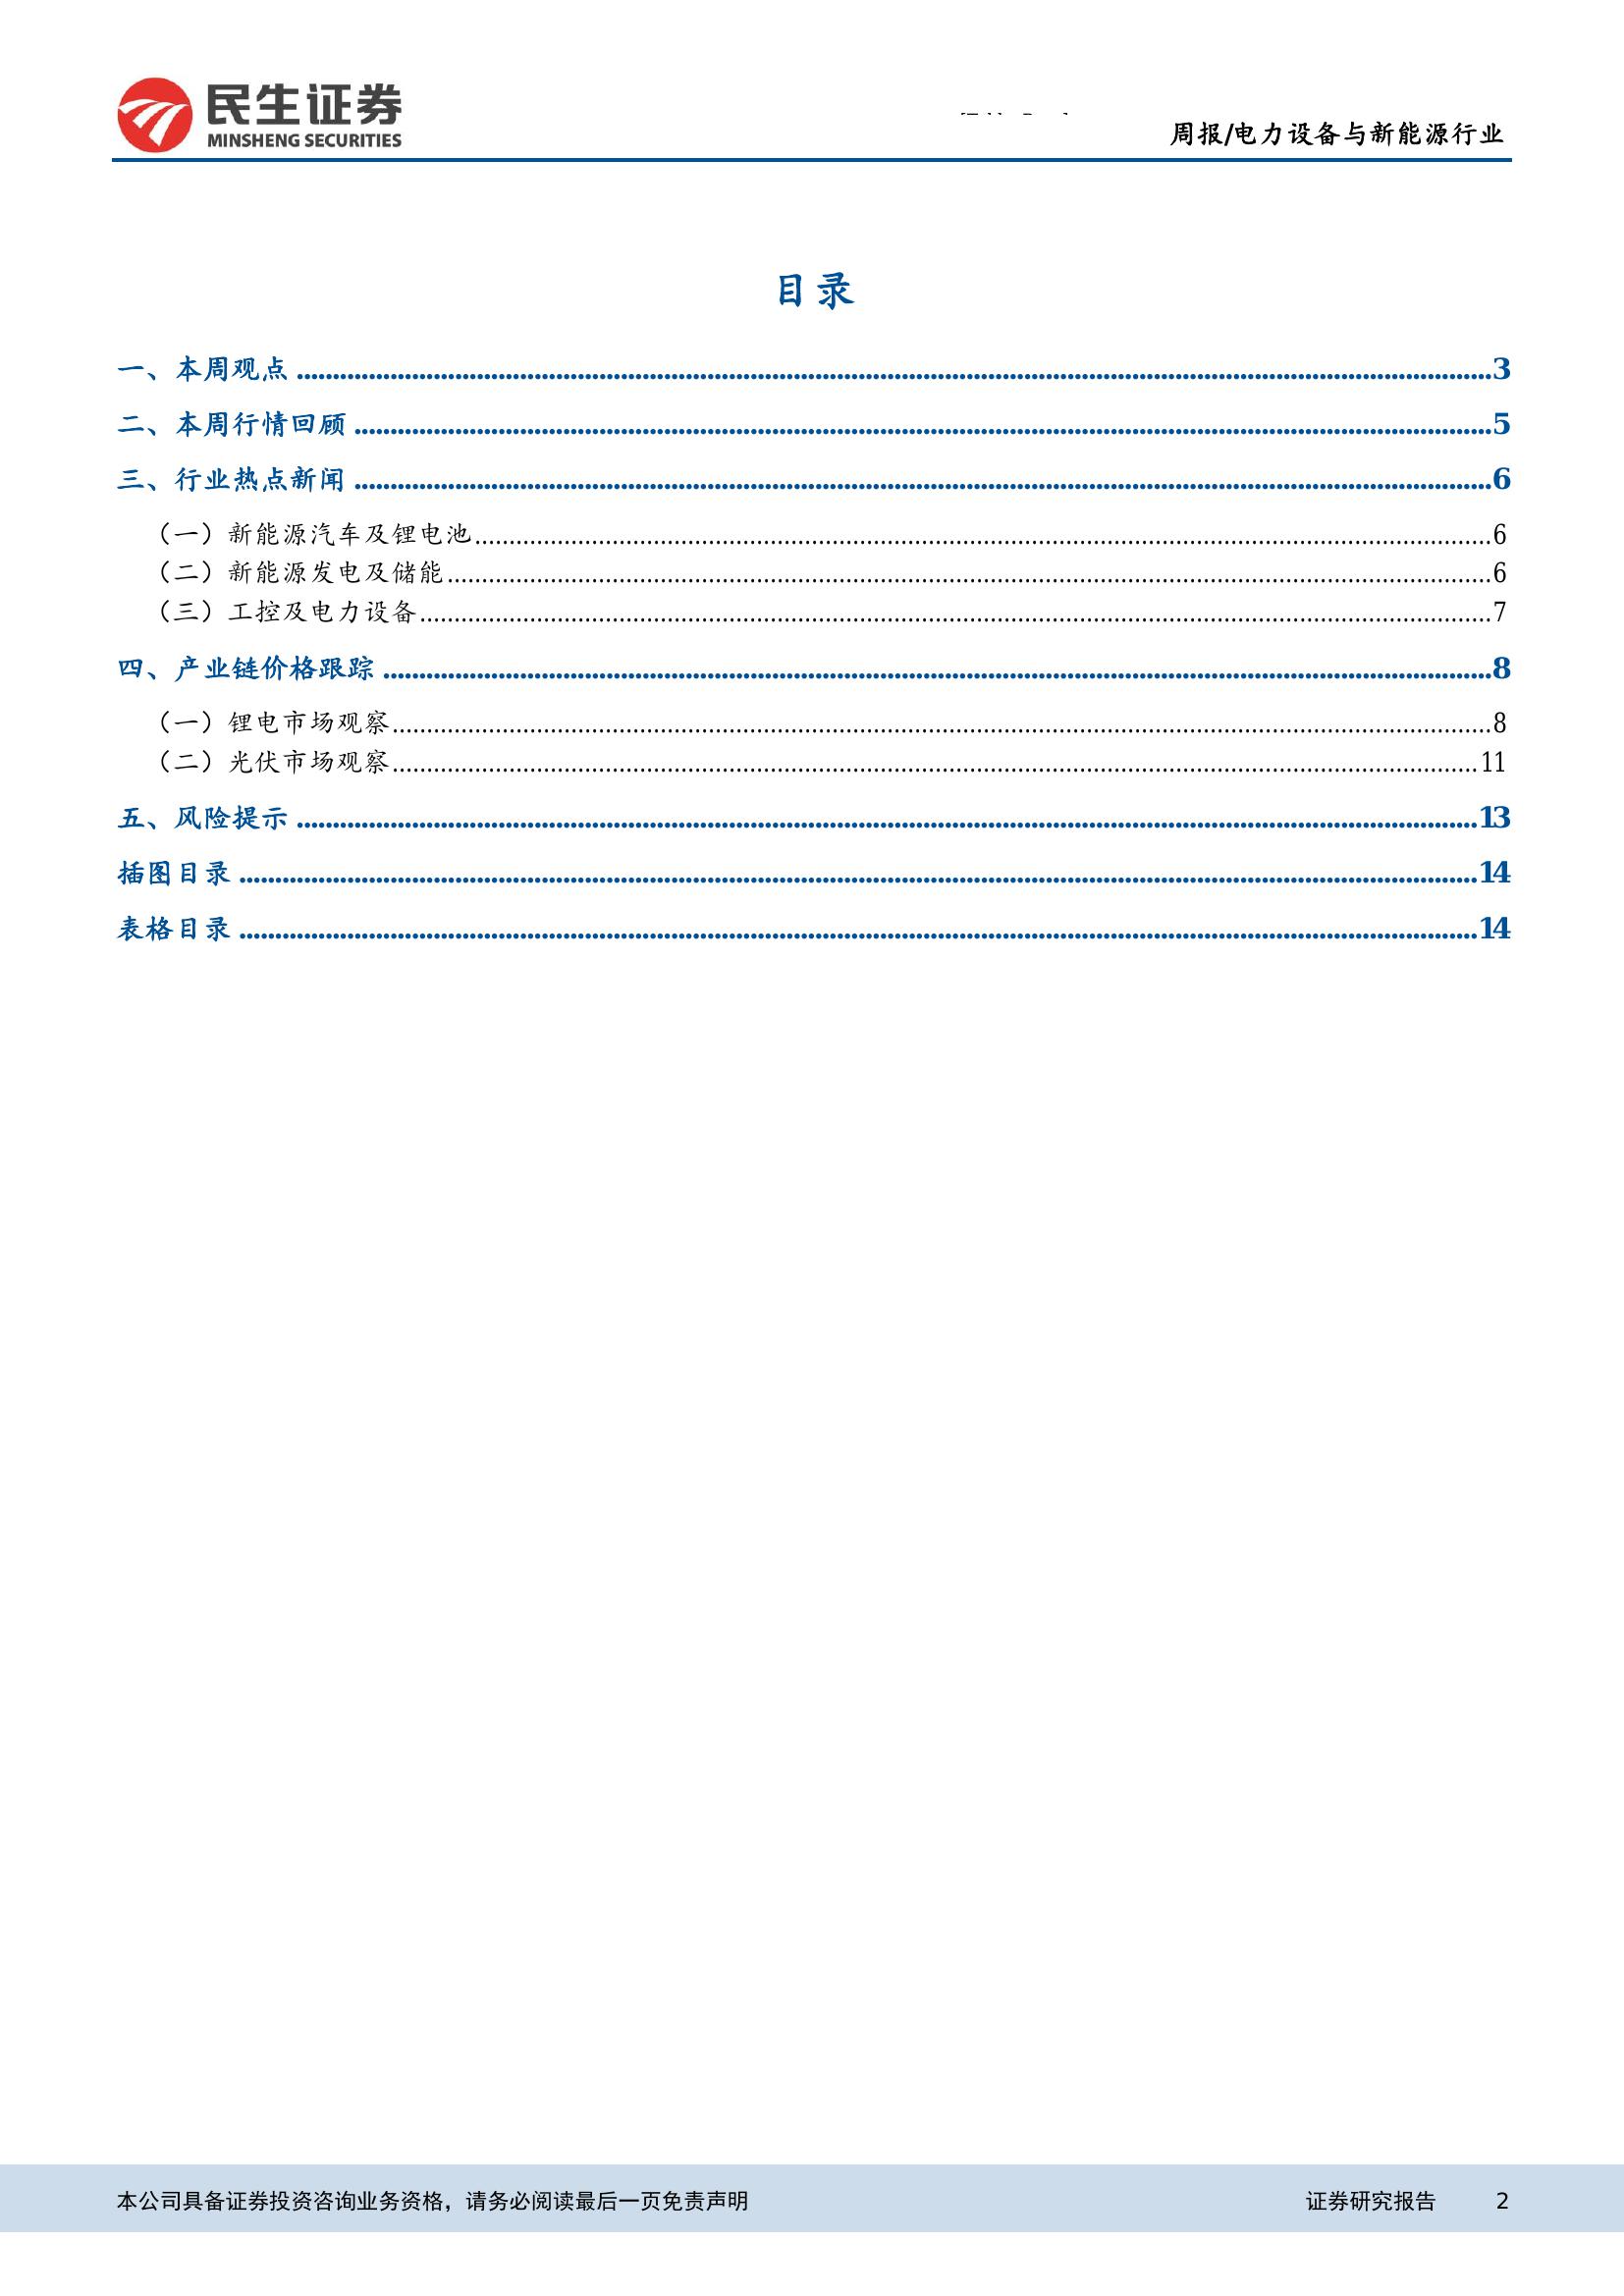 民生证券
MINSHENG SECURITIES
周报/电力设备与新能源行业
目录
一、本周观点 ........ 3
二、本周行情回顾 ........ 5
三、行业热点新闻 ........ 6
（一）新能源汽车及锂电池 ........ 6
（二）新能源发电及储能 ........ 6
（三）工控及电力设备 ........ 7
四、产业链价格跟踪 ........ 8
（一）锂电市场观察 ........ 8
（二）光伏市场观察 ........ 11
五、风险提示 ........ 13
插图目录 ........ 14
表格目录 ........ 14
本公司具备证券投资咨询业务资格，请务必阅读最后一页免责声明 证券研究报告 2